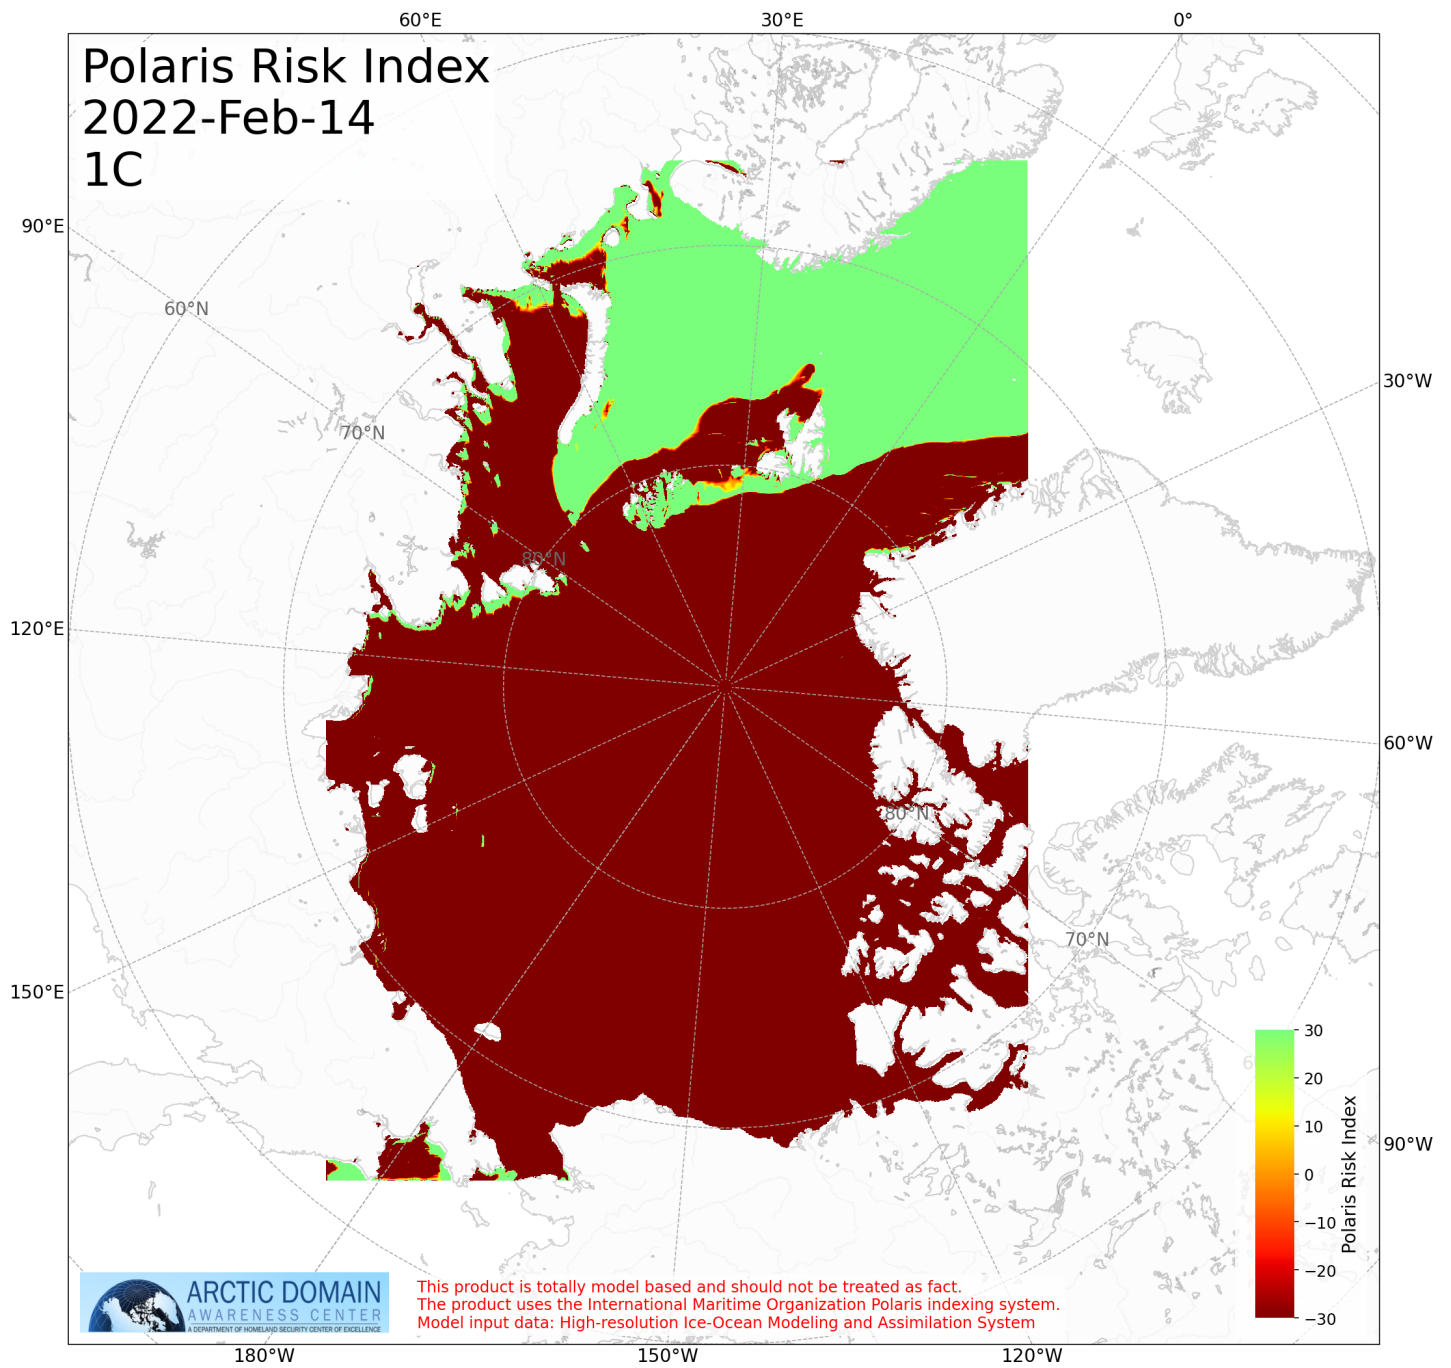 60°E 30°E 0°
Polaris Risk Index
2022-Feb-14
1C
90°E
60°N
30°W
70°N
80°N
120°E
60°W
80°N
70°N
150°E
30
20
10
0
−10
−20
−30
Polaris Risk Index
90°W
ARCTIC DOMAIN
AWARENESS CENTER
A DEPARTMENT OF HOMELAND SECURITY CENTER OF EXCELLENCE
This product is totally model based and should not be treated as fact.
The product uses the International Maritime Organization Polaris indexing system.
Model input data: High-resolution Ice-Ocean Modeling and Assimilation System
180°W 150°W 120°W